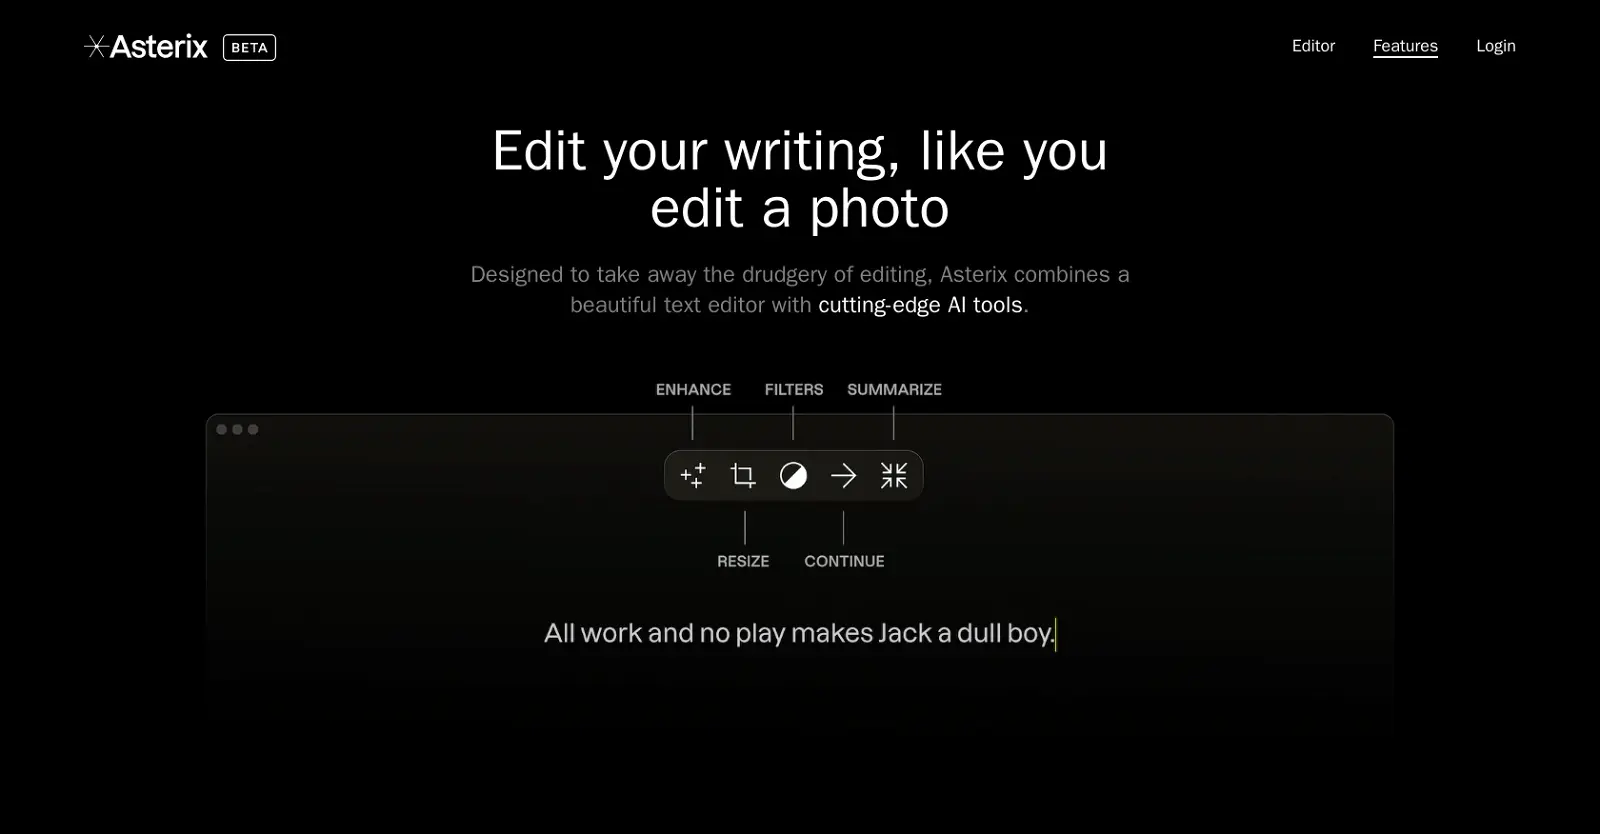 Asterix BETA
Editor Features Login
Edit your writing, like you
edit a photo
Designed to take away the drudgery of editing, Asterix combines a
beautiful text editor with cutting-edge AI tools.
ENHANCE FILTERS SUMMARIZE
RESIZE CONTINUE
All work and no play makes Jack a dull boy.